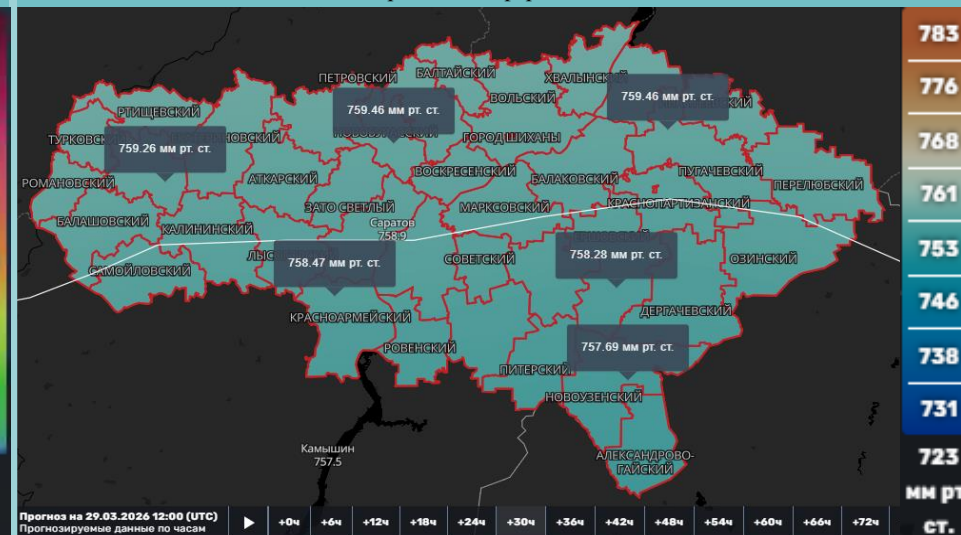 783
776
768
761
753
746
738
731
723
мм рт
ст.
ПЕТРОВСКИЙ
БАЛТАЙСКИЙ
ХВАЛЫНСКИЙ
ВОЛЬСКИЙ
759.46 мм рт. ст.
759.46 мм рт. ст.
РТИЩЕВСКИЙ
ГОРОД ШИХАНЫ
759.26 мм рт. ст.
ВОСКРЕСЕНСКИЙ
ПУГАЧЕВСКИЙ
РОМАНОВСКИЙ
АТКАРСКИЙ
БАЛАКОВСКИЙ
ПЕРЕЛЮБСКИЙ
ЗАТО СВЕТЛЫЙ
МАРКСОВСКИЙ
КРАСНОПАРТИЗАНСКИЙ
БАЛАШОВСКИЙ
КАЛИНИНСКИЙ
Саратов
758.9
758.47 мм рт. ст.
758.28 мм рт. ст.
СОВЕТСКИЙ
ОЗИНСКИЙ
САМОЙЛОВСКИЙ
КРАСНОАРМЕЙСКИЙ
ДЕРГАЧЕВСКИЙ
РОВЕНСКИЙ
757.69 мм рт. ст.
ПИТЕРСКИЙ
НОВОУЗЕНСКИЙ
Камышин
757.5
АЛЕКСАНДРОВО-
ГАЙСКИЙ
Прогноз на 29.03.2026 12:00 (UTC)
Прогнозируемые данные по часам
+0ч +6ч +12ч +18ч +24ч +30ч +36ч +42ч +48ч +54ч +60ч +66ч +72ч